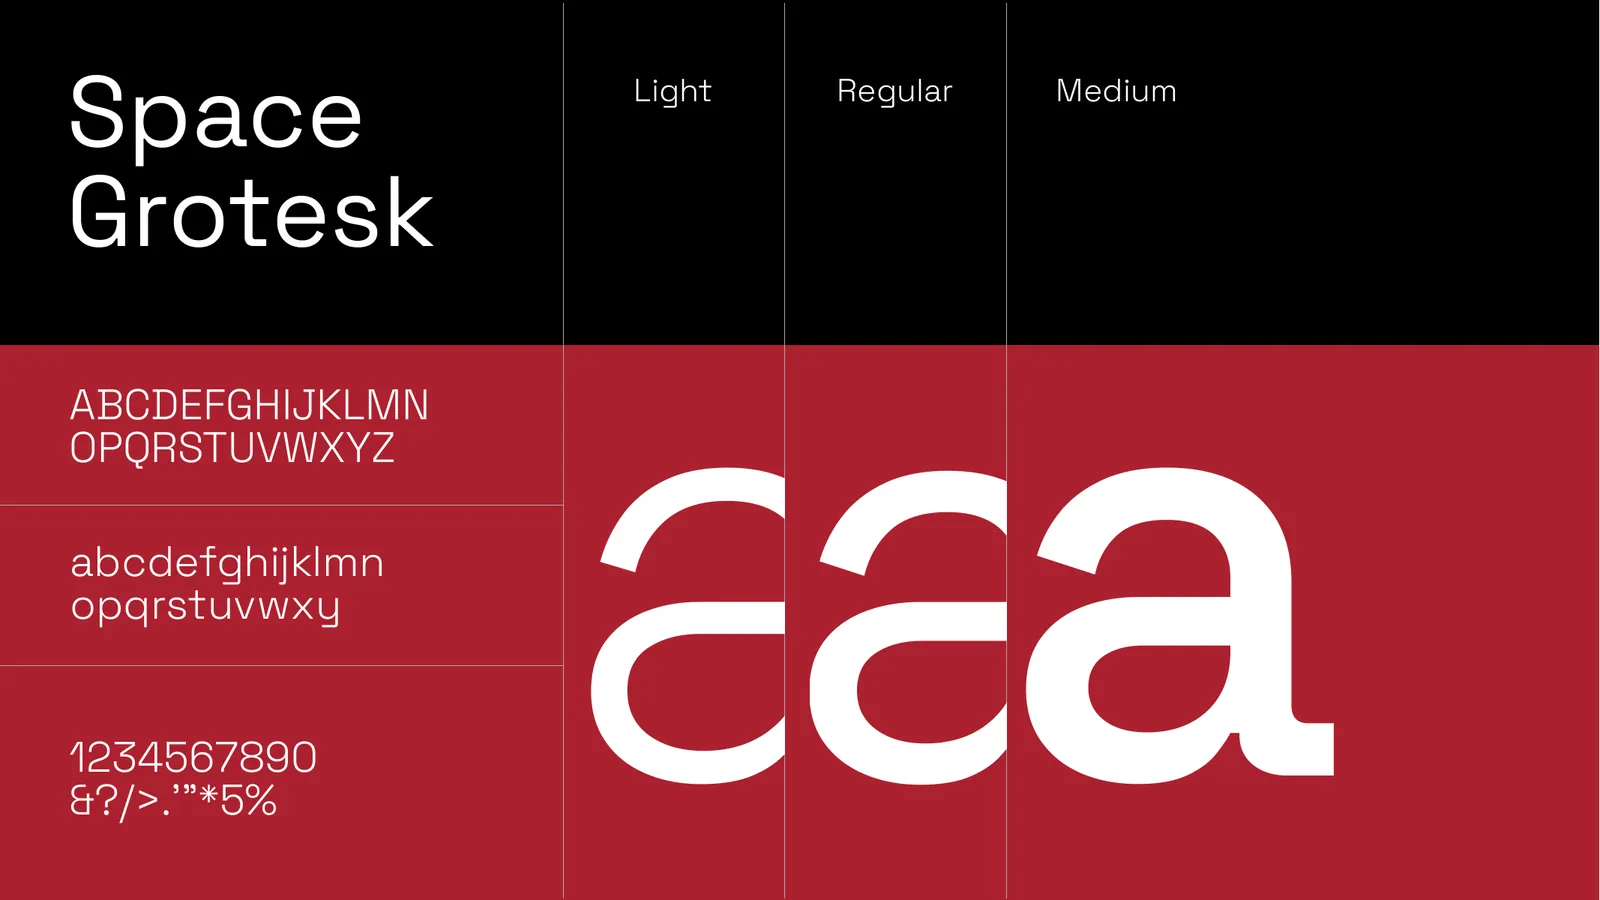 Space
Grotesk
Light
Regular
Medium
ABCDEFGHIJKLMN
OPQRSTUVWXYZ
abcdefghijklmn
opqrstuvwxy
1234567890
&?/>.’”*5%
a
a
a